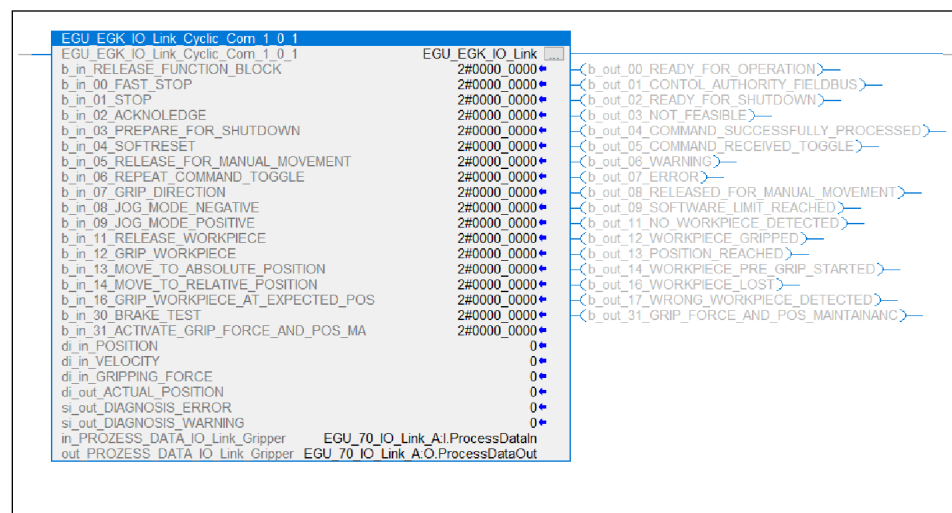 EGU_EGK_IO_Link_Cyclic_Com_1_0_1
EGU_EGK_IO_Link_Cyclic_Com_1_0_1 EGU_EGK_IO_Link ...
b_in_RELEASE_FUNCTION_BLOCK 2#0000_0000 b_out_00_READY_FOR_OPERATION
b_in_00_FAST_STOP 2#0000_0000 b_out_01_CONTOL_AUTHORITY_FIELDBUS
b_in_01_STOP 2#0000_0000 b_out_02_READY_FOR_SHUTDOWN
b_in_02_ACKNOLEDGE 2#0000_0000 b_out_03_NOT_FEASIBLE
b_in_03_PREPARE_FOR_SHUTDOWN 2#0000_0000 b_out_04_COMMAND_SUCCESSFULLY_PROCESSED
b_in_04_SOFTRESET 2#0000_0000 b_out_05_COMMAND_RECEIVED_TOGGLE
b_in_05_RELEASE_FOR_MANUAL_MOVEMENT 2#0000_0000 b_out_06_WARNING
b_in_06_REPEAT_COMMAND_TOGGLE 2#0000_0000 b_out_07_ERROR
b_in_07_GRIP_DIRECTION 2#0000_0000 b_out_08_RELEASED_FOR_MANUAL_MOVEMENT
b_in_08_JOG_MODE_NEGATIVE 2#0000_0000 b_out_09_SOFTWARE_LIMIT_REACHED
b_in_09_JOG_MODE_POSITIVE 2#0000_0000 b_out_11_NO_WORKPIECE_DETECTED
b_in_11_RELEASE_WORKPIECE 2#0000_0000 b_out_12_WORKPIECE_GRIPPED
b_in_12_GRIP_WORKPIECE 2#0000_0000 b_out_13_POSITION_REACHED
b_in_13_MOVE_TO_ABSOLUTE_POSITION 2#0000_0000 b_out_14_WORKPIECE_PRE_GRIP_STARTED
b_in_14_MOVE_TO_RELATIVE_POSITION 2#0000_0000 b_out_16_WORKPIECE_LOST
b_in_16_GRIP_WORKPIECE_AT_EXPECTED_POS 2#0000_0000 b_out_17_WRONG_WORKPIECE_DETECTED
b_in_30_BRAKE_TEST 2#0000_0000 b_out_31_GRIP_FORCE_AND_POS_MAINTAINANC
b_in_31_ACTIVATE_GRIP_FORCE_AND_POS_MA 2#0000_0000
di_in_POSITION 0
di_in_VELOCITY 0
di_in_GRIPPING_FORCE 0
di_out_ACTUAL_POSITION 0
si_out_DIAGNOSIS_ERROR 0
si_out_DIAGNOSIS_WARNING 0
in_PROZESS_DATA_IO_Link_Gripper EGU_70_IO_Link_A:I.ProcessDataIn
out_PROZESS_DATA_IO_Link_Gripper EGU_70_IO_Link_A:O.ProcessDataOut